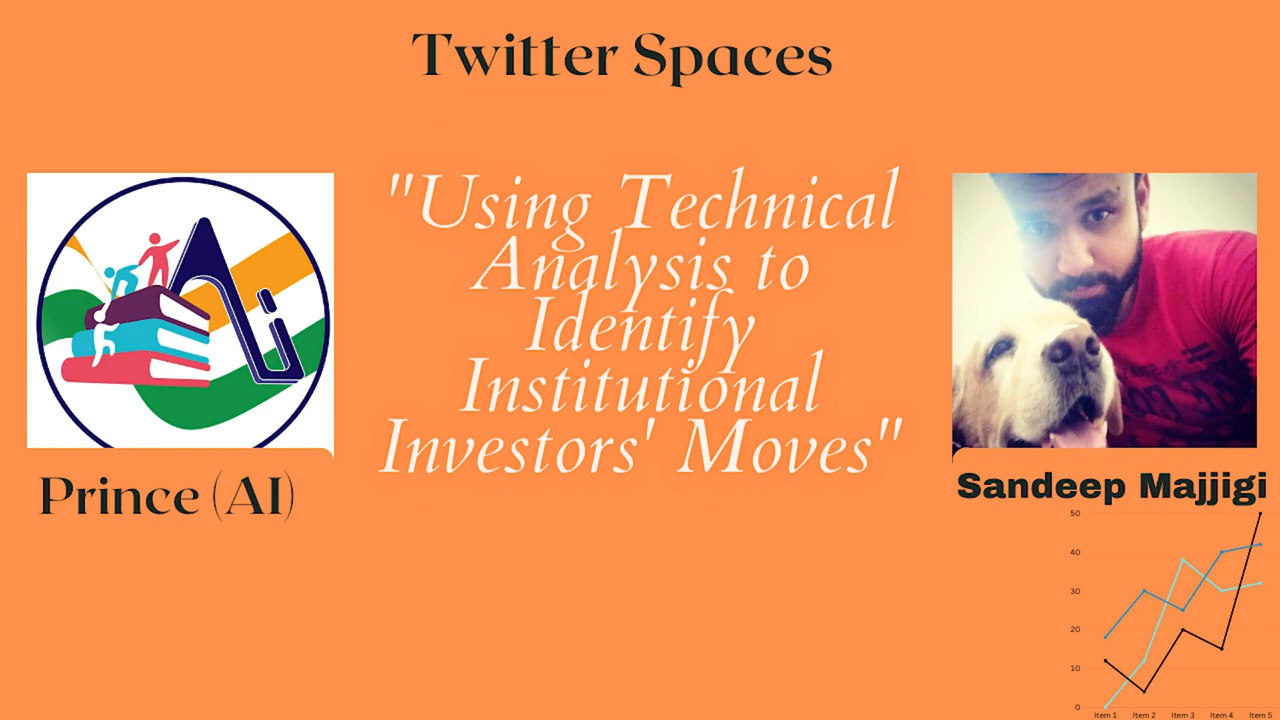 Twitter Spaces
"Using Technical
Analysis to
Identify
Institutional
Investors' Moves"
Ai
Prince (AI)
Sandeep Majjigi
50
40
30
20
10
0
Item 1 Item 2 Item 3 Item 4 Item 5